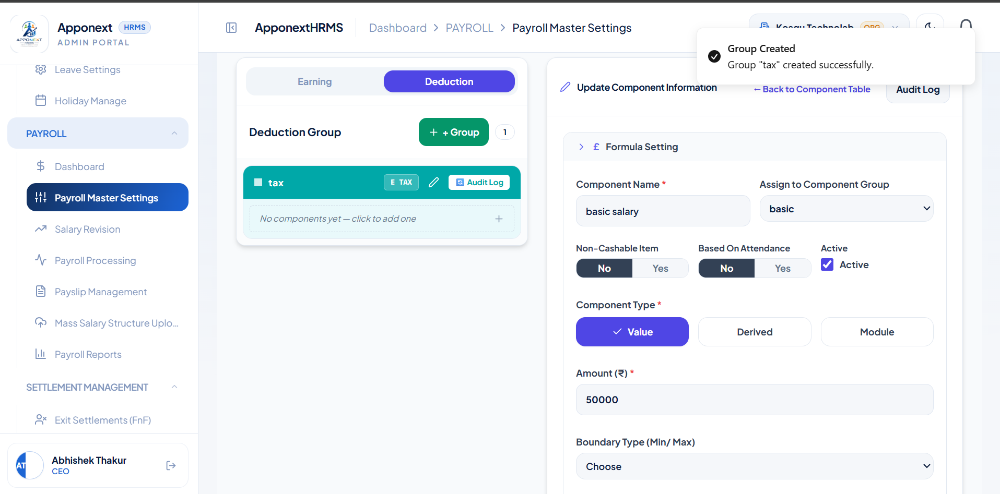 Apponext HRMS
ADMIN PORTAL
Leave Settings
Holiday Manage
PAYROLL
Dashboard
Payroll Master Settings
Salary Revision
Payroll Processing
Payslip Management
Mass Salary Structure Uplo...
Payroll Reports
SETTLEMENT MANAGEMENT
Exit Settlements (FnF)
AT
Abhishek Thakur
CEO
ApponextHRMS
Dashboard > PAYROLL > Payroll Master Settings
Group Created
Group "tax" created successfully.
Earning
Deduction
Deduction Group
+ + Group
1
tax
E TAX
Audit Log
No components yet — click to add one +
Update Component Information
←Back to Component Table
Audit Log
£ Formula Setting
Component Name *
basic salary
Assign to Component Group
basic
Non-Cashable Item
No Yes
Based On Attendance
No Yes
Active
Active
Component Type *
Value
Derived
Module
Amount (₹) *
50000
Boundary Type (Min/ Max)
Choose